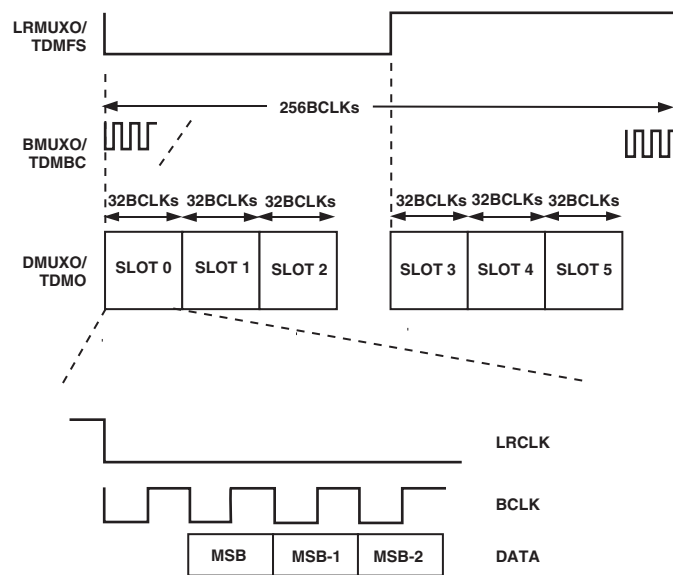 LRMUXO/
TDMFS
256BCLKs
BMUXO/
TDMBC
32BCLKs 32BCLKs 32BCLKs 32BCLKs 32BCLKs 32BCLKs
DMUXO/
TDMO
SLOT 0 SLOT 1 SLOT 2 SLOT 3 SLOT 4 SLOT 5
LRCLK
BCLK
MSB MSB-1 MSB-2 DATA